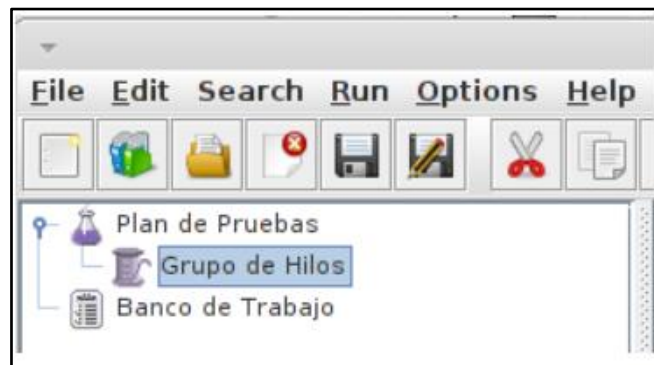 File Edit Search Run Options Help
Plan de Pruebas
Grupo de Hilos
Banco de Trabajo